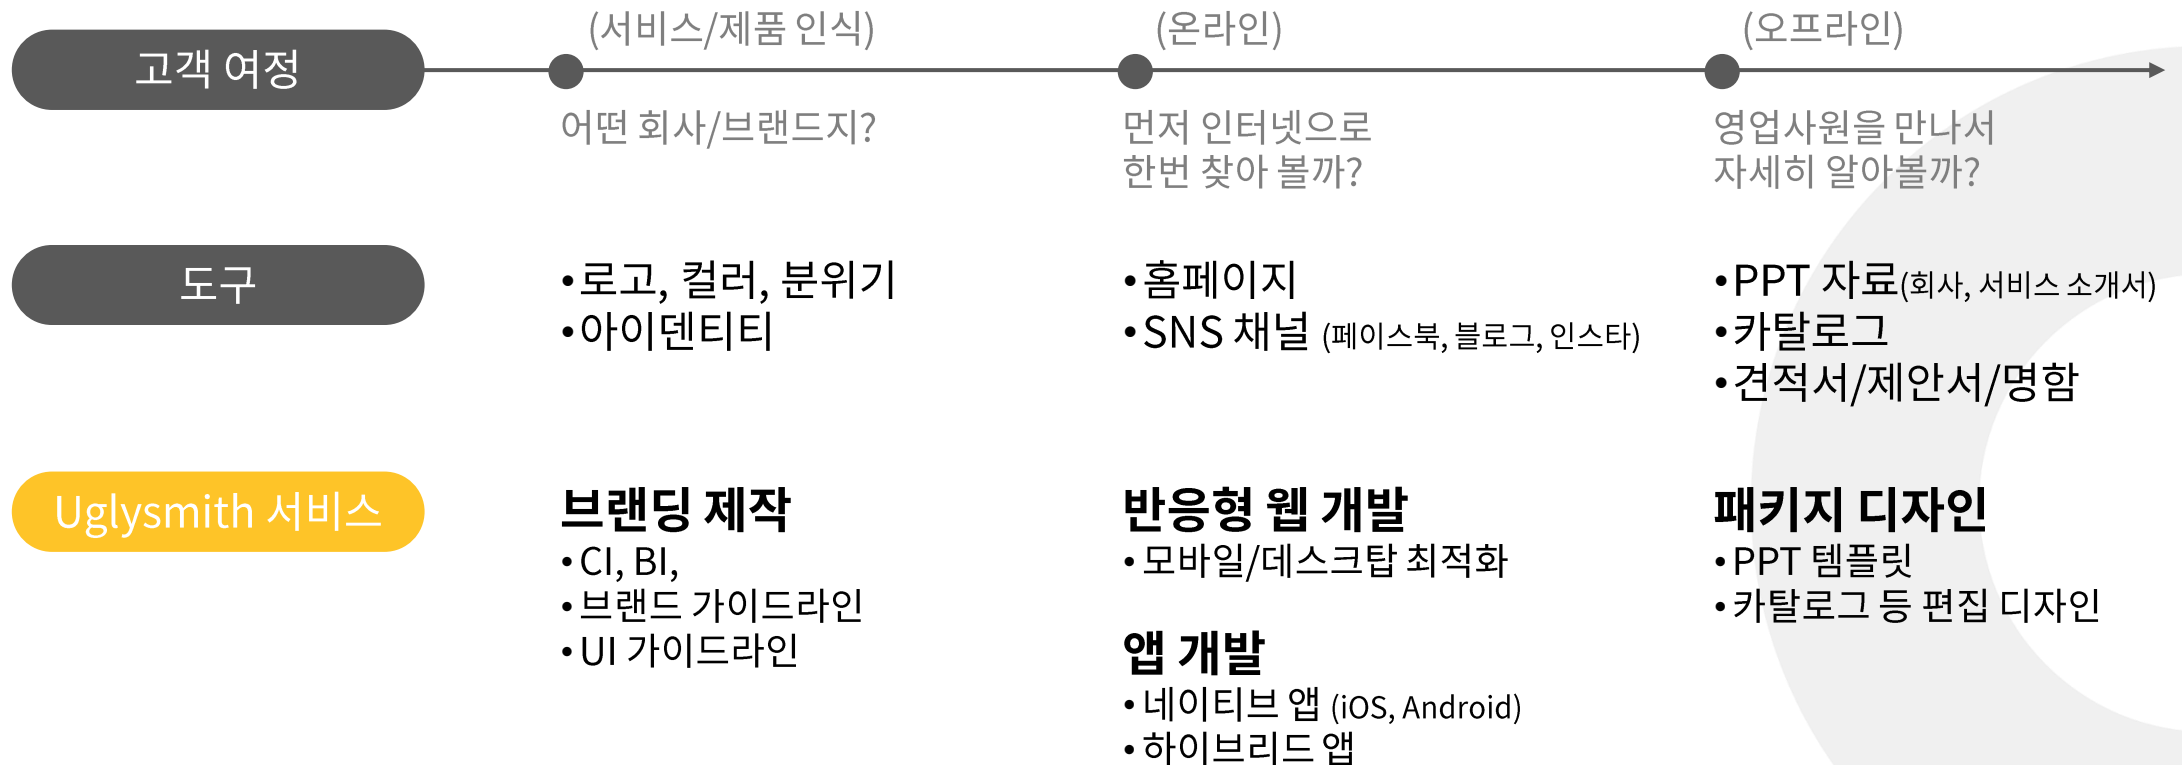 고객 여정
(서비스/제품 인식)
(온라인)
(오프라인)
어떤 회사/브랜드지?
먼저 인터넷으로
한번 찾아 볼까?
영업사원을 만나서
자세히 알아볼까?
도구
•로고, 컬러, 분위기
•아이덴티티
•홈페이지
•SNS 채널 (페이스북, 블로그, 인스타)
•PPT 자료(회사, 서비스 소개서)
•카탈로그
•견적서/제안서/명함
Uglysmith 서비스
브랜딩 제작
•CI, BI,
•브랜드 가이드라인
•UI 가이드라인
반응형 웹 개발
•모바일/데스크탑 최적화
앱 개발
•네이티브 앱 (iOS, Android)
•하이브리드 앱
패키지 디자인
•PPT 템플릿
•카탈로그 등 편집 디자인